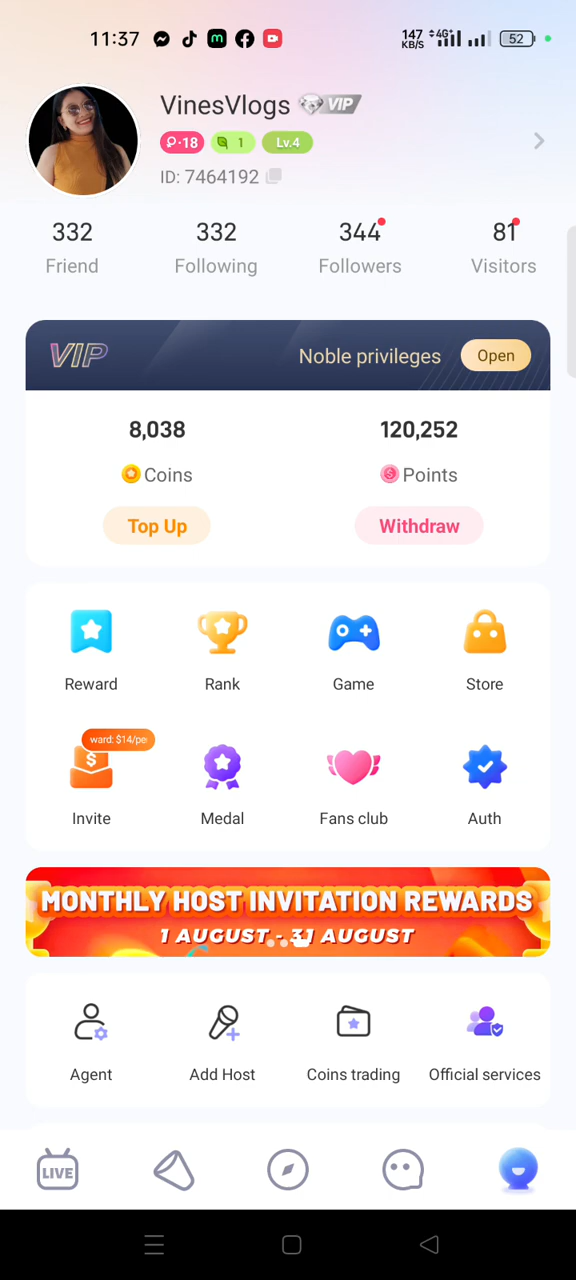 11:37 147 KB/S 4G+ 52
VinesVlogs VIP
18 1 Lv.4
ID: 7464192
332 332 344 81
Friend Following Followers Visitors
VIP Noble privileges Open
8,038 120,252
Coins Points
Top Up Withdraw
Reward Rank Game Store
ward: $14/pe
Invite Medal Fans club Auth
MONTHLY HOST INVITATION REWARDS
1 AUGUST - 31 AUGUST
Agent Add Host Coins trading Official services
LIVE